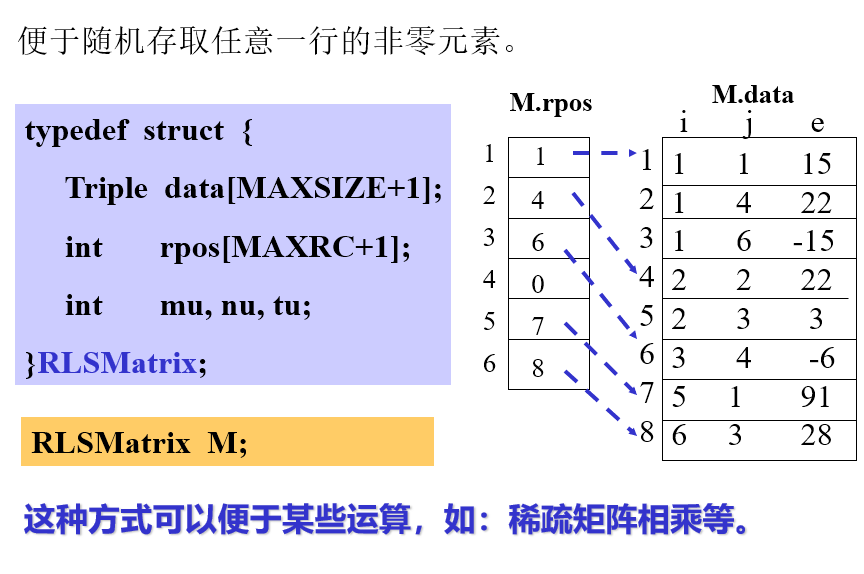 便于随机存取任意一行的非零元素。
typedef struct {
Triple data[MAXSIZE+1];
int rpos[MAXRC+1];
int mu, nu, tu;
}RLSMatrix;
RLSMatrix M;
M.rpos
1 1
2 4
3 6
4 0
5 7
6 8
M.data
i j e
1 1 1 15
2 1 4 22
3 1 6 -15
4 2 2 22
5 2 3 3
6 3 4 -6
7 5 1 91
8 6 3 28
这种方式可以便于某些运算，如：稀疏矩阵相乘等。